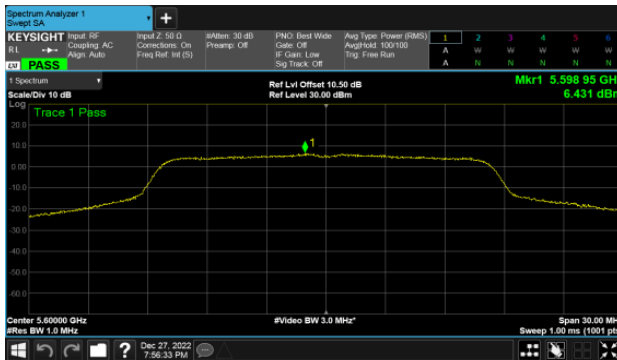 Spectrum Analyzer 1
Swept SA
KEYSIGHT Input: RF Input Z: 50 Ω #Atten: 30 dB PNO: Best Wide Avg Type: Power (RMS) 1 2 3 4 5 6
RL Coupling: AC Corrections: On Preamp: Off Gate: Off Avg|Hold: 100/100 A W W W W W
Align: Auto Freq Ref: Int (S) IF Gain: Low Trig: Free Run
Sig Track: Off
LXI PASS A N N N N N
1 Spectrum Ref Lvl Offset 10.50 dB Mkr1 5.598 95 GH
Scale/Div 10 dB Ref Level 30.00 dBm 6.431 dBr
Log Trace 1 Pass
20.0
10.0 1
0.00
-10.0
-20.0
-30.0
-40.0
-50.0
-60.0
Center 5.60000 GHz #Video BW 3.0 MHz* Span 30.00 MH
#Res BW 1.0 MHz Sweep 1.00 ms (1001 pts
? Dec 27, 2022
7:56:33 PM